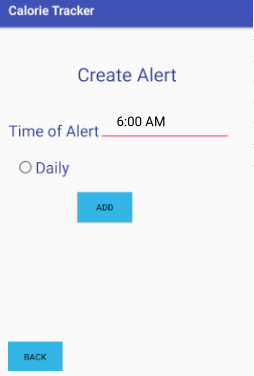 Calorie Tracker
Create Alert
Time of Alert 6:00 AM
Daily
ADD
BACK